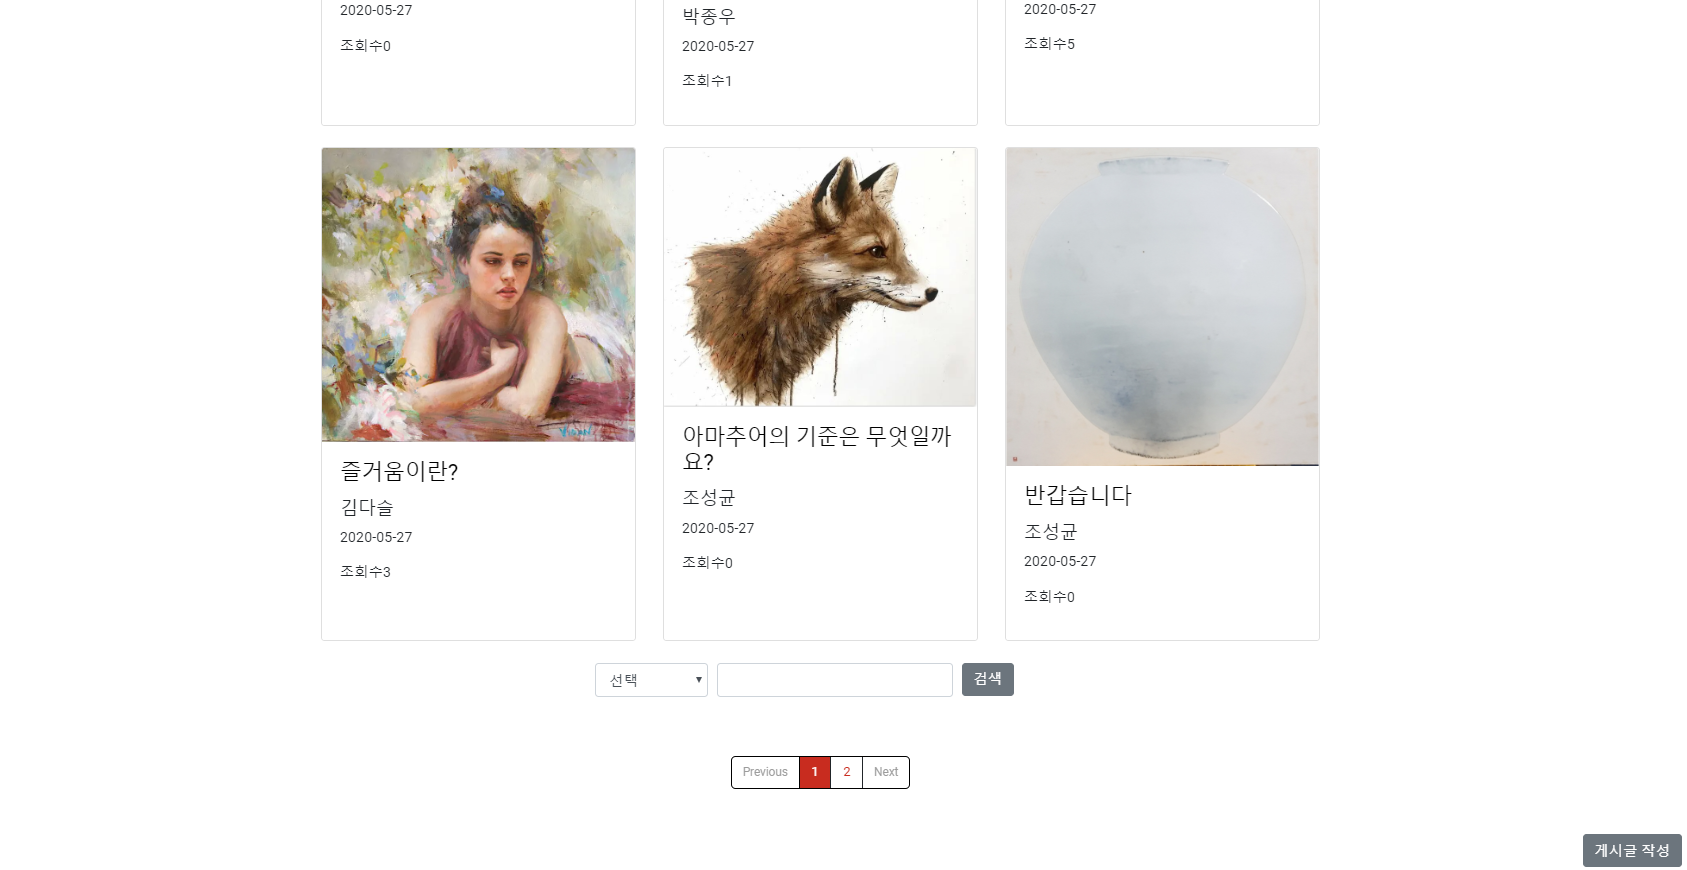 2020-05-27
조회수0
박종우
2020-05-27
조회수1
2020-05-27
조회수5
즐거움이란?
김다슬
2020-05-27
조회수3
아마추어의 기준은 무엇일까
요?
조성균
2020-05-27
조회수0
반갑습니다
조성균
2020-05-27
조회수0
선택
검색
Previous
1
2
Next
게시글 작성